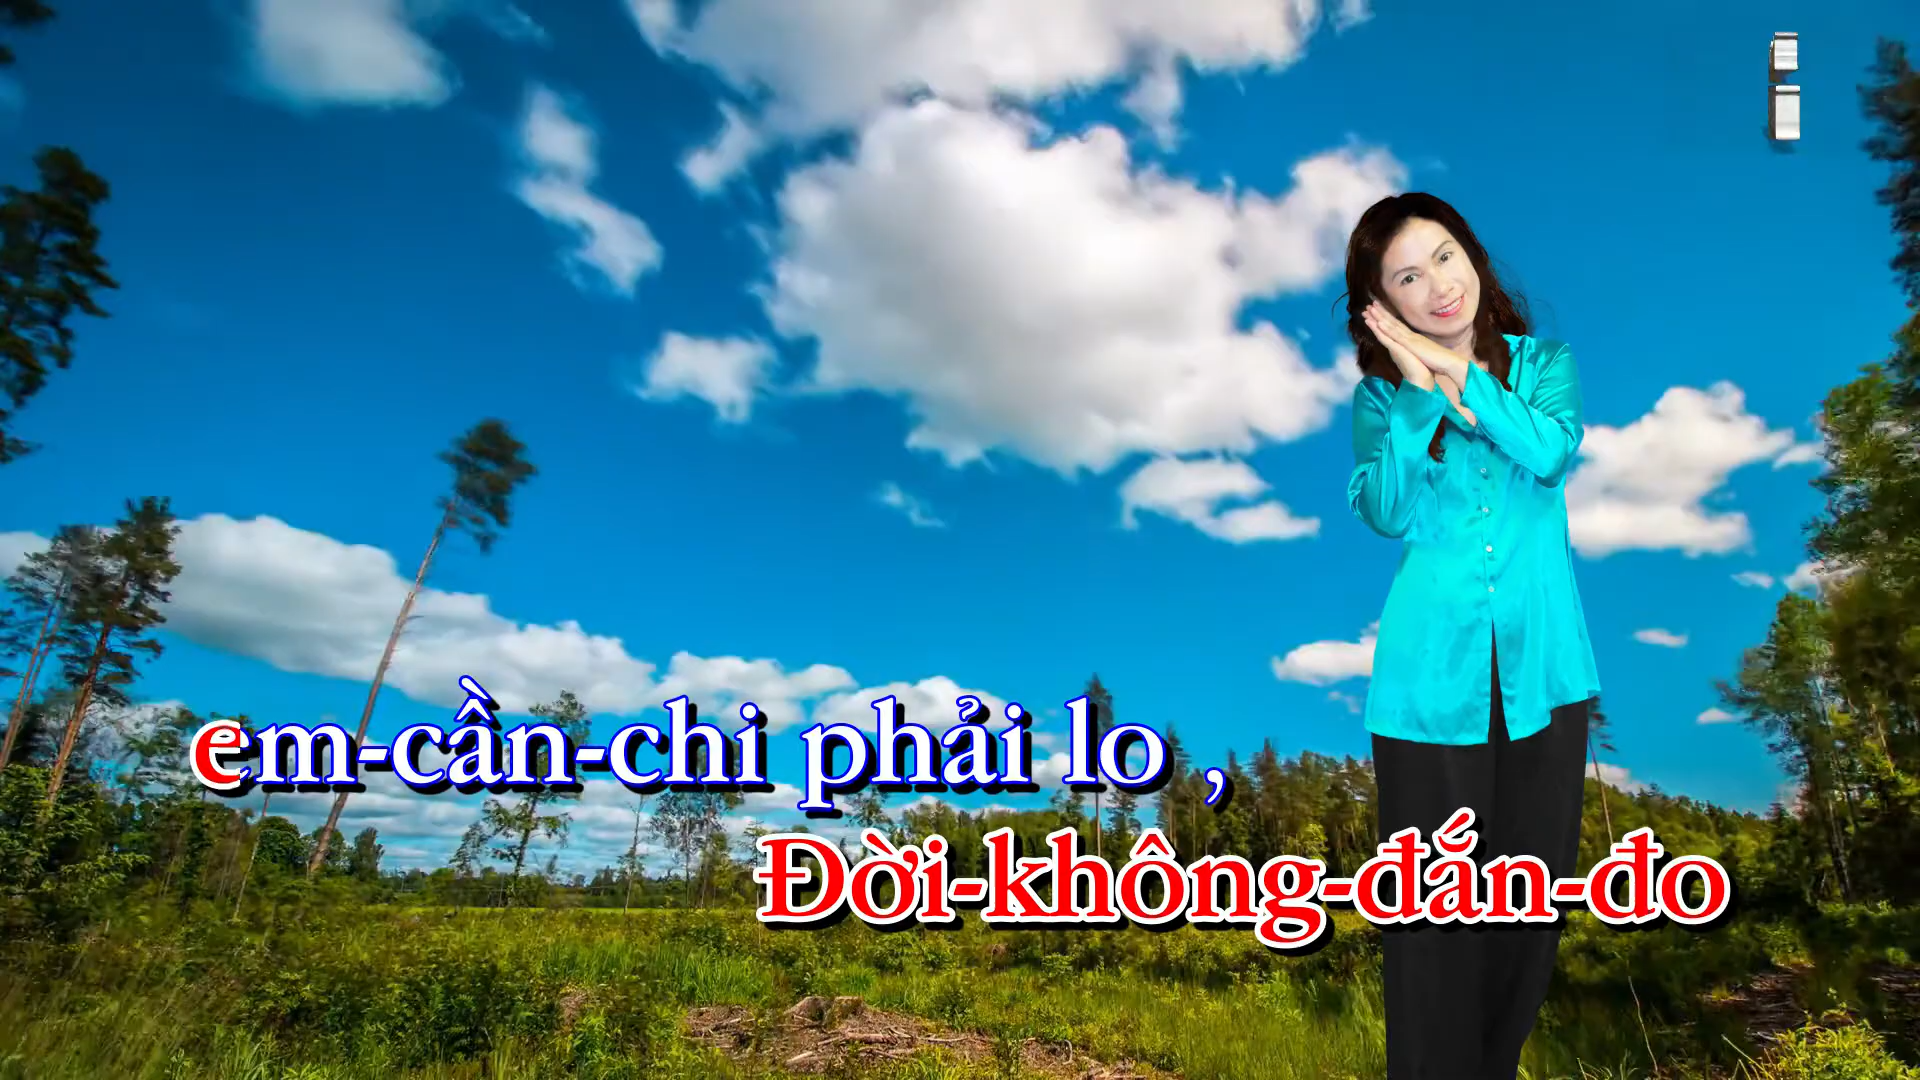 em-cần-chi phải lo ,
Đời-không-đắn-đo